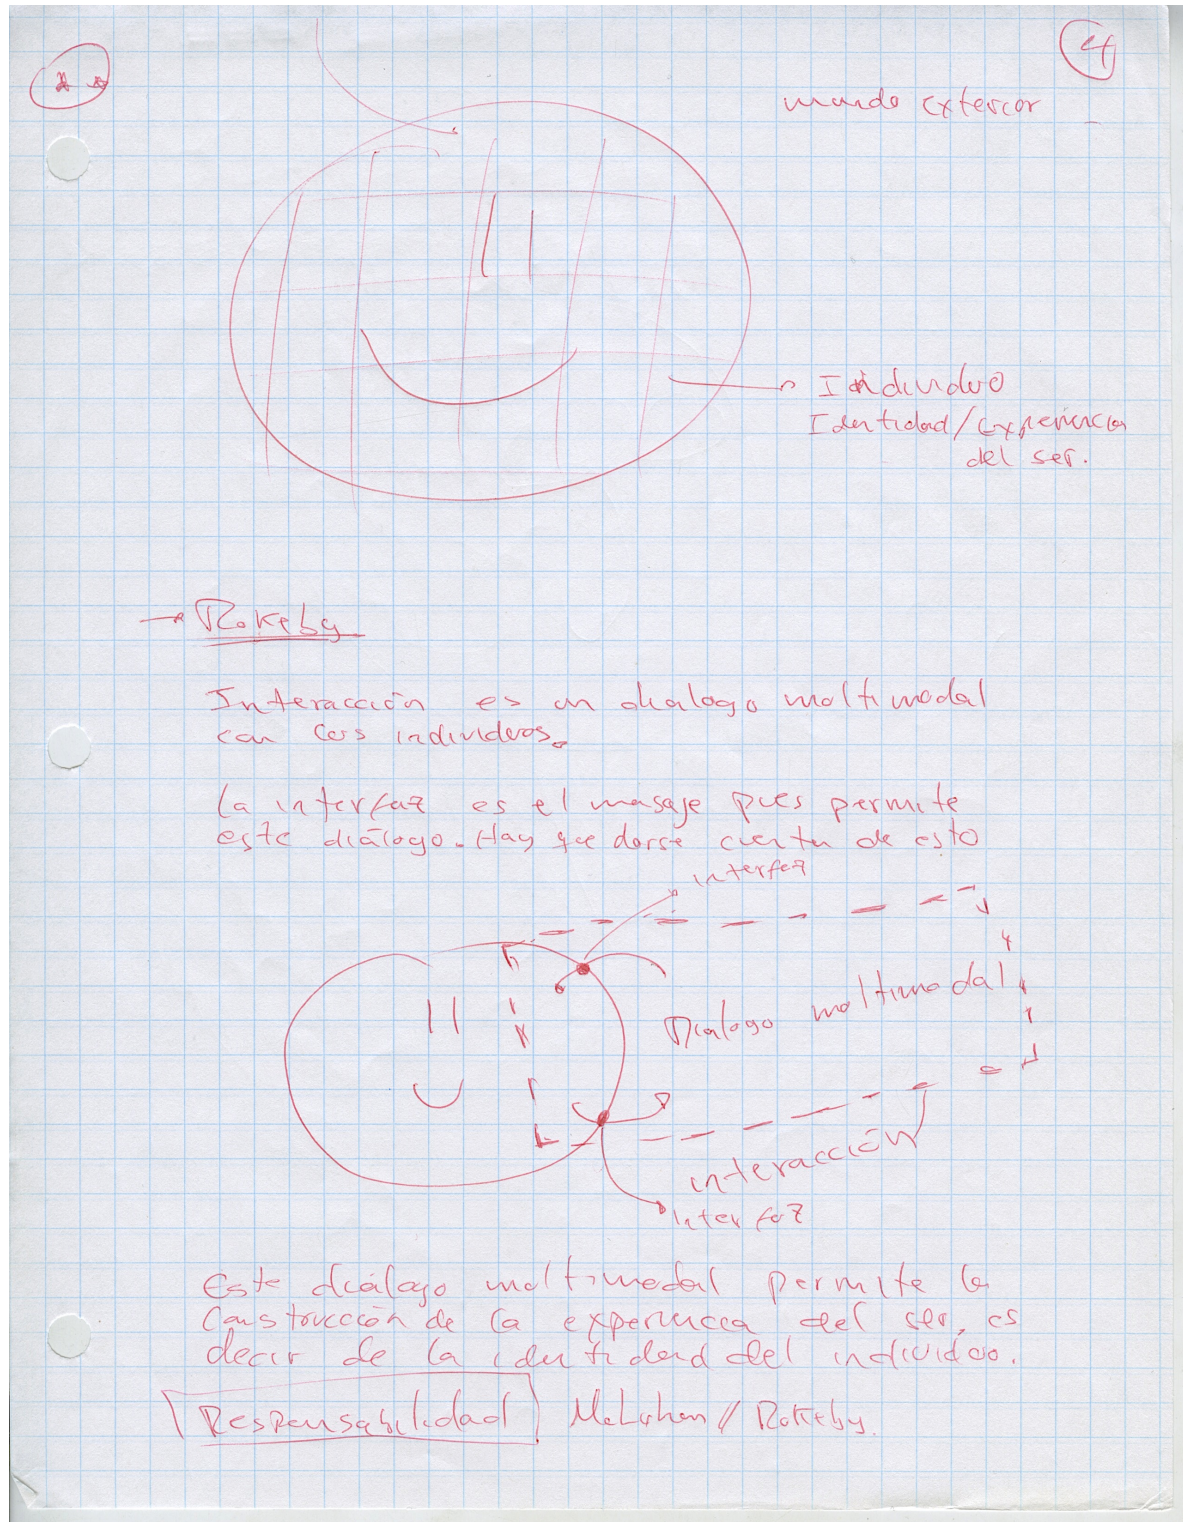 4
**
mundo exterior
Individuo
Identidad/experiencia
del ser.
Rokeby
Interacción es un dialogo multimodal
con los individuos.
La interfaz es el masaje pues permite
este diálogo. Hay que darse cuenta de esto
interfaz
Dialogo multimodal
interacción
interfaz
Este diálogo multimodal permite la
construcción de la experiencia del ser, es
decir de la identidad del individuo.
Responsabilidad McLuhan // Rokeby.